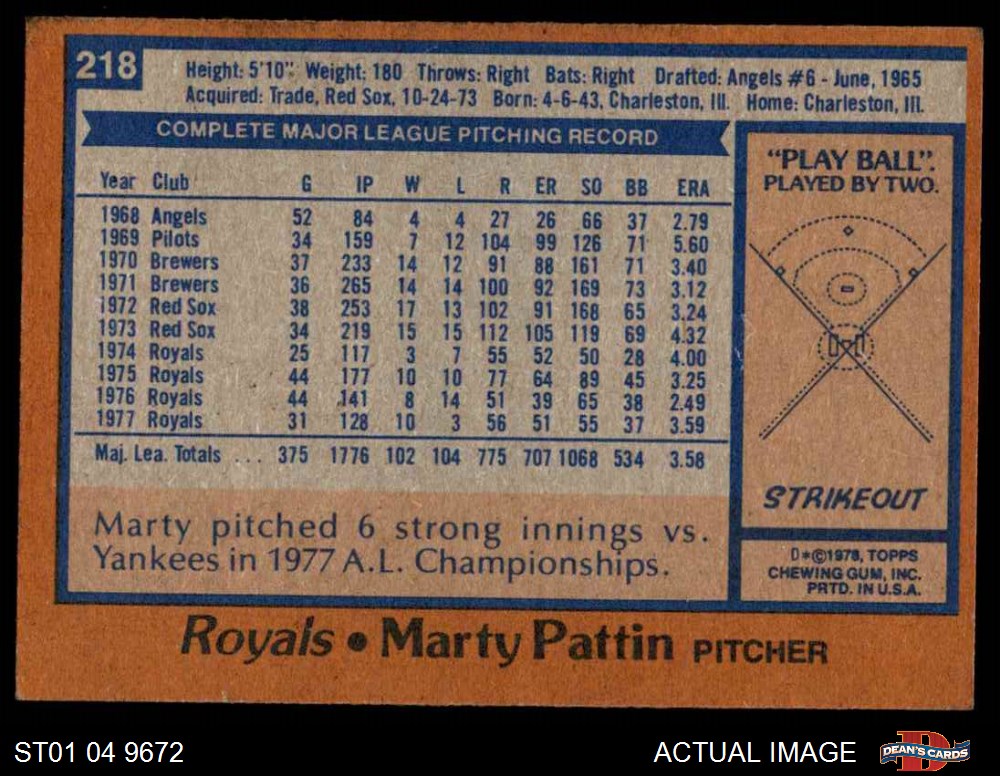 218
Height: 5'10". Weight: 180 Throws: Right Bats: Right Drafted: Angels #6 - June, 1965
Acquired: Trade, Red Sox, 10-24-73 Born: 4-6-43, Charleston, Ill. Home: Charleston, Ill.
COMPLETE MAJOR LEAGUE PITCHING RECORD
Year Club G IP W L R ER SO BB ERA
1968 Angels 52 84 4 4 27 26 66 37 2.79
1969 Pilots 34 159 7 12 104 99 126 71 5.60
1970 Brewers 37 233 14 12 91 88 161 71 3.40
1971 Brewers 36 265 14 14 100 92 169 73 3.12
1972 Red Sox 38 253 17 13 102 91 168 65 3.24
1973 Red Sox 34 219 15 15 112 105 119 69 4.32
1974 Royals 25 117 3 7 55 52 50 28 4.00
1975 Royals 44 177 10 10 77 64 89 45 3.25
1976 Royals 44 141 8 14 51 39 65 38 2.49
1977 Royals 31 128 10 3 56 51 55 37 3.59
Maj. Lea. Totals ... 375 1776 102 104 775 707 1068 534 3.58
Marty pitched 6 strong innings vs.
Yankees in 1977 A.L. Championships.
"PLAY BALL".
PLAYED BY TWO.
STRIKEOUT
D*©1978, TOPPS
CHEWING GUM, INC.
PRTD. IN U.S.A.
Royals • Marty Pattin PITCHER
ST01 04 9672
ACTUAL IMAGE
D
DEAN'S CARDS